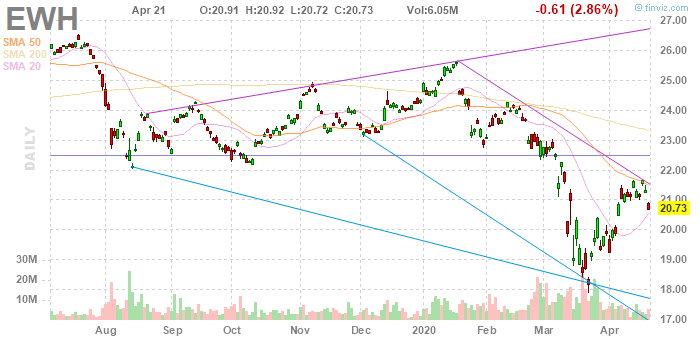 © finviz.com
EWH
Apr 21
O:20.91 H:20.92 L:20.72 C:20.73
Vol:6.05M
-0.61 (2.86%)
SMA 50
SMA 200
SMA 20
DAILY
27.00
26.00
25.00
24.00
23.00
22.00
21.00
20.73
20.00
19.00
18.00
17.00
30M
20M
10M
Aug Sep Oct Nov Dec 2020 Feb Mar Apr